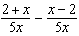 (2 + x)/(5x) − (x − 2)/(5x)